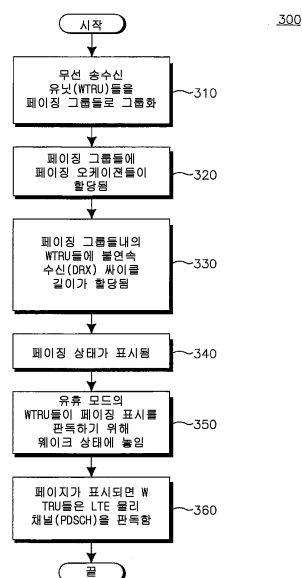 300
시작
무선 송수신
유닛(WTRU)들을
페이징 그룹들로 그룹화
310
페이징 그룹들에
페이징 오케이젼들이
할당됨
320
페이징 그룹들내의
WTRU들에 불연속
수신(DRX) 싸이클
길이가 할당됨
330
페이징 상태가 표시됨
340
유휴 모드의
WTRU들이 페이징 표시를
판독하기 위해
웨이크 상태에 놓임
350
페이지가 표시되면 W
TRU들은 LTE 물리
채널(PDSCH)을 판독함
360
끝